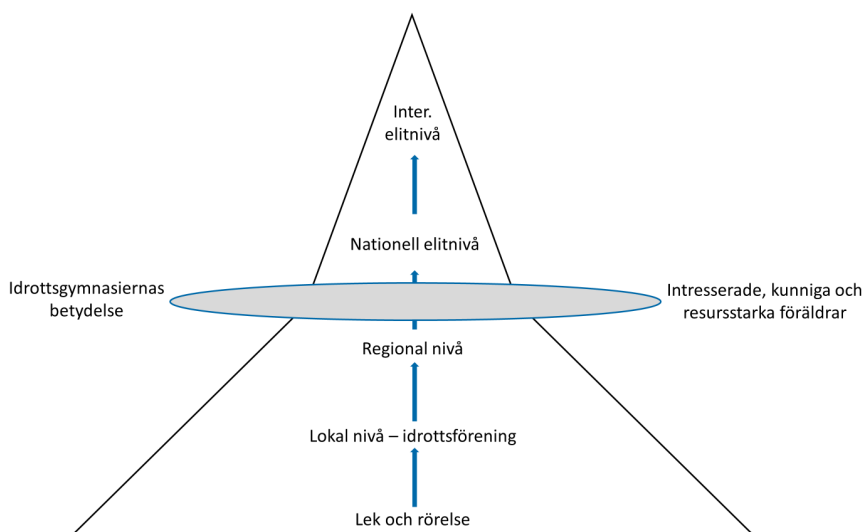 Inter.
elitnivå
Nationell elitnivå
Idrottsgymnasiernas
betydelse
Intresserade, kunniga och
resursstarka föräldrar
Regional nivå
Lokal nivå – idrottsförening
Lek och rörelse